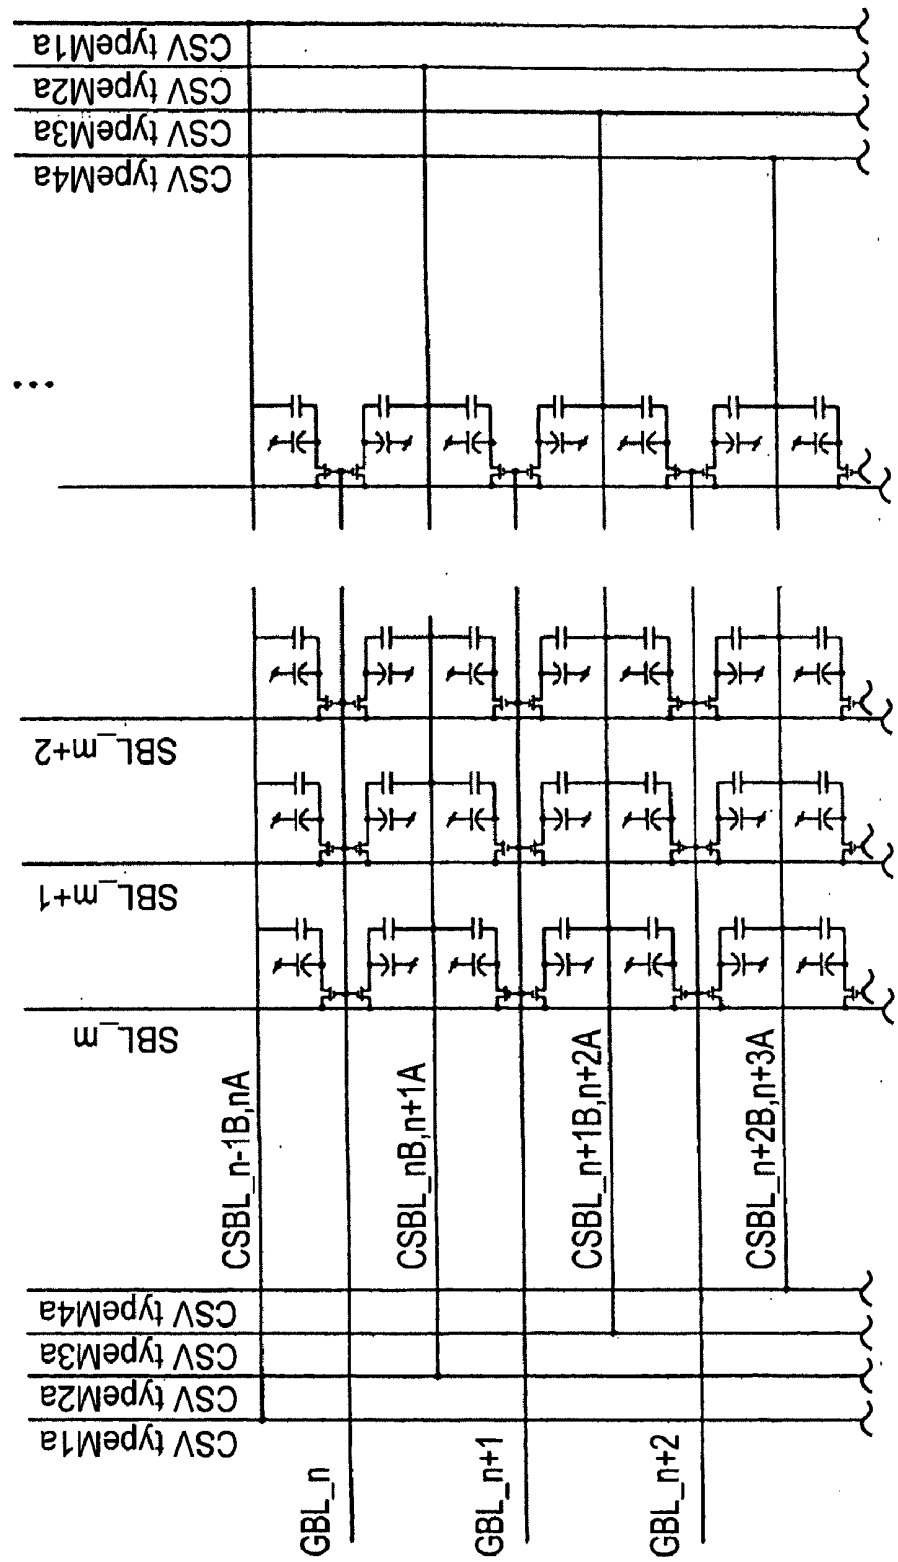 CSV typeM1a
CSV typeM2a
CSV typeM3a
CSV typeM4a
...
SBL_m+2
SBL_m+1
SBL_m
CSBL_n-1B,nA
CSBL_nB,n+1A
CSBL_n+1B,n+2A
CSBL_n+2B,n+3A
CSV typeM4a
CSV typeM3a
CSV typeM2a
CSV typeM1a
GBL_n
GBL_n+1
GBL_n+2